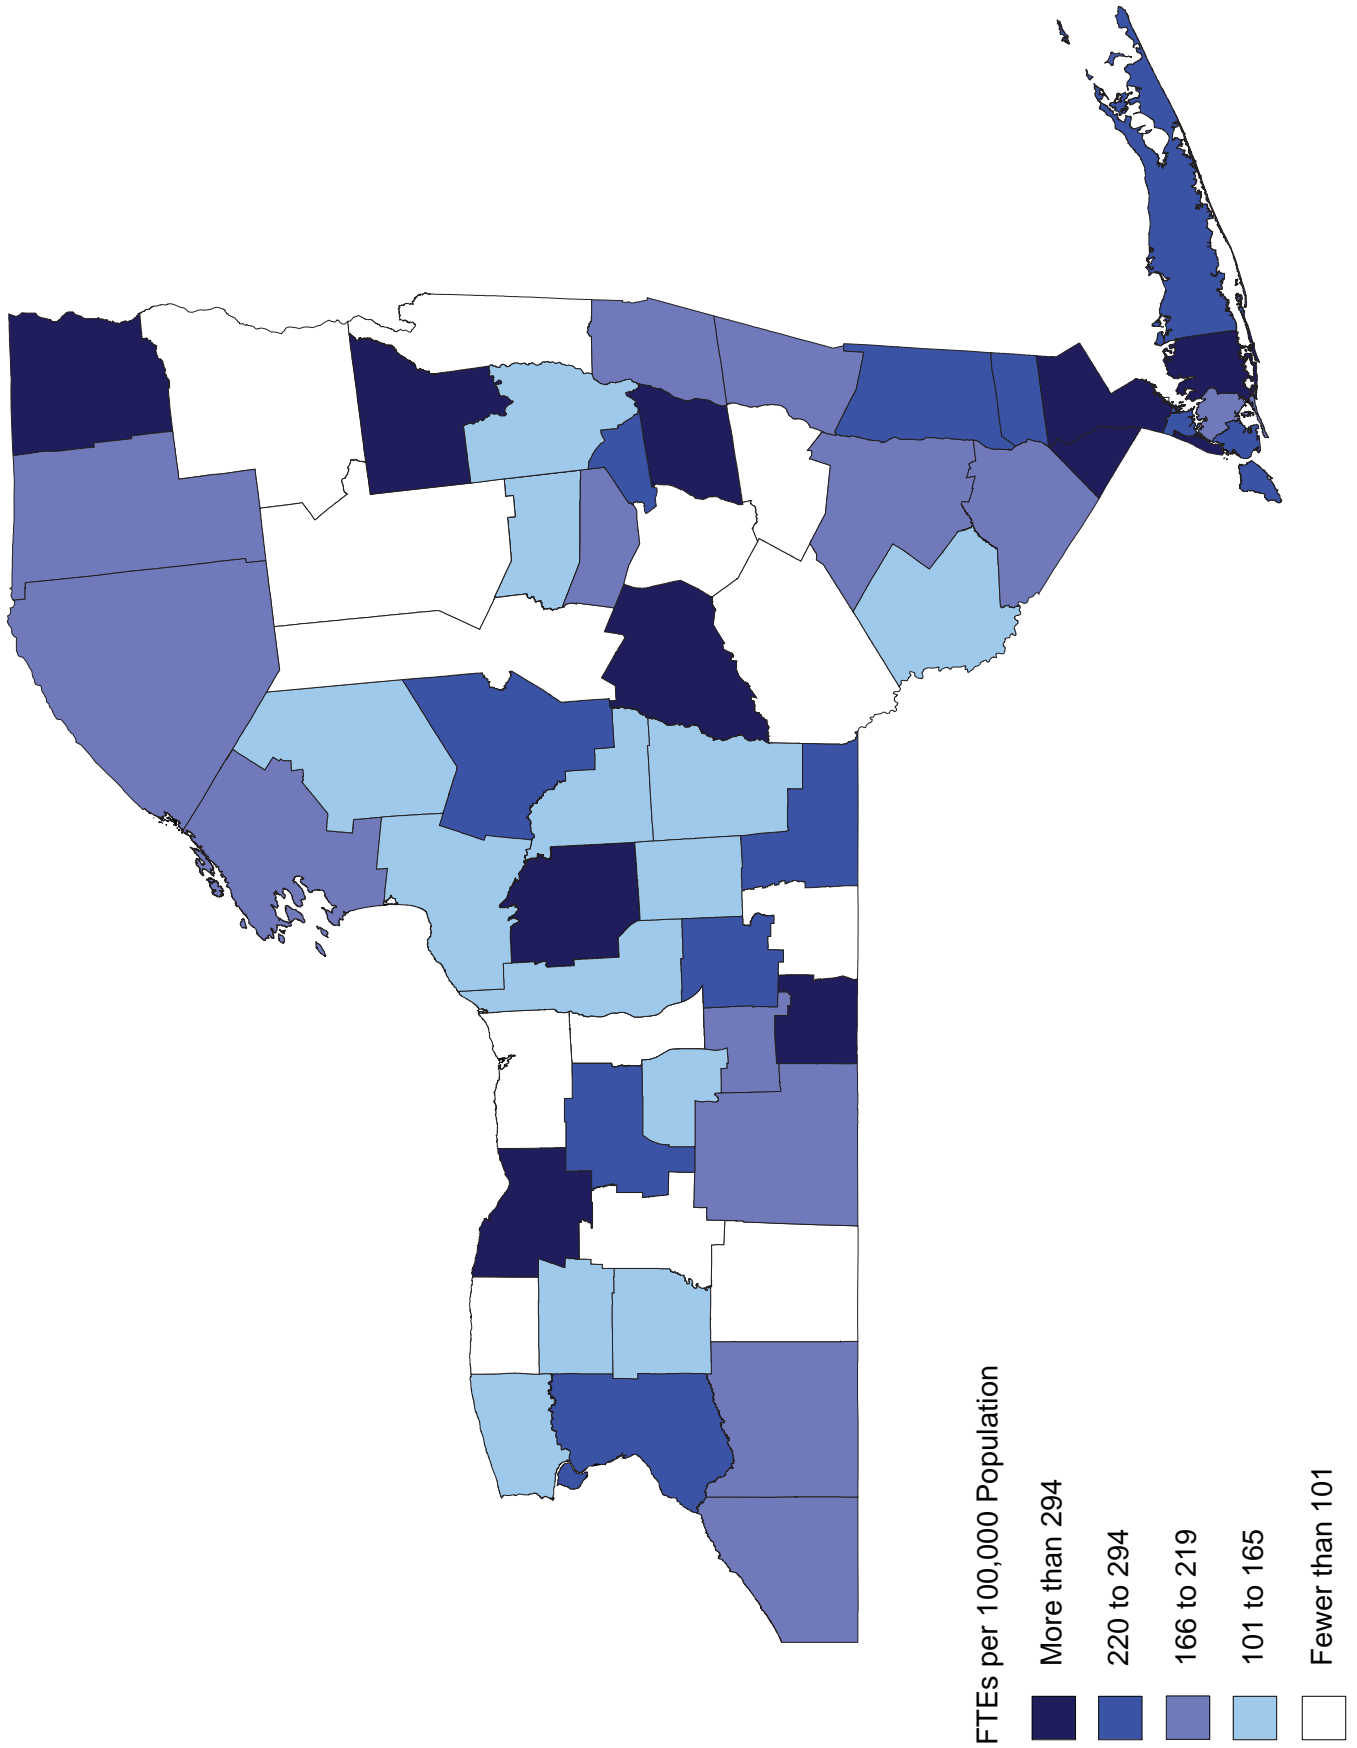 FTEs per 100,000 Population
More than 294
220 to 294
166 to 219
101 to 165
Fewer than 101